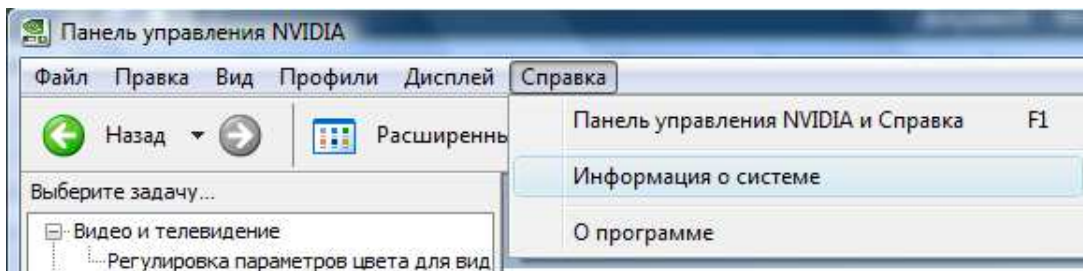 Панель управления NVIDIA
Файл Правка Вид Профили Дисплей Справка
Назад Расширенны
Панель управления NVIDIA и Справка F1
Информация о системе
О программе
Выберите задачу...
Видео и телевидение
Регулировка параметров цвета для вид